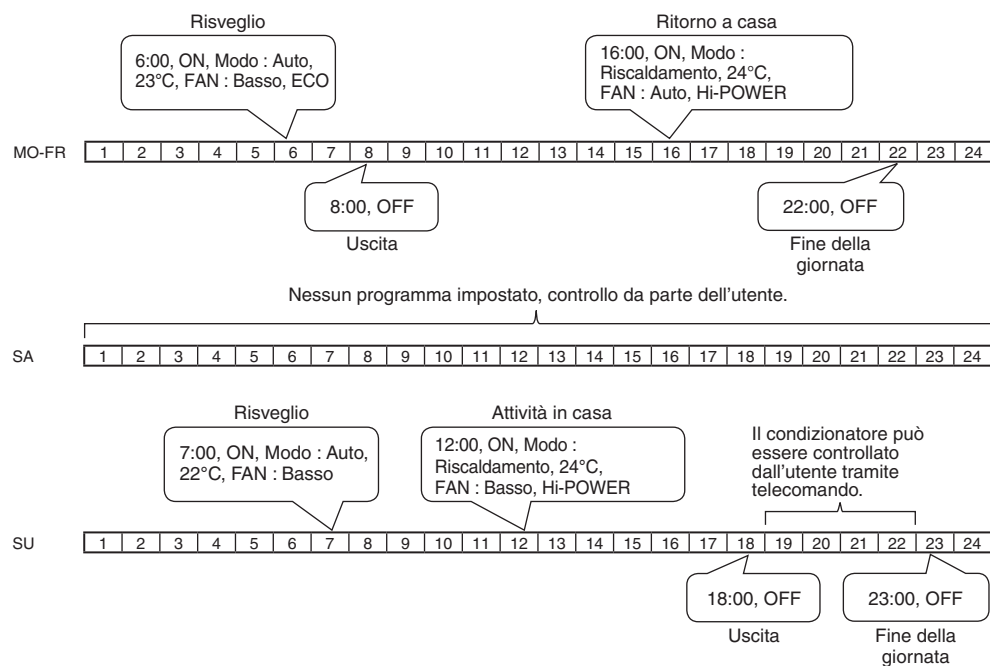 Risveglio
6:00, ON, Modo : Auto,
23°C, FAN : Basso, ECO
Ritorno a casa
16:00, ON, Modo :
Riscaldamento, 24°C,
FAN : Auto, Hi-POWER
MO-FR 1 2 3 4 5 6 7 8 9 10 11 12 13 14 15 16 17 18 19 20 21 22 23 24
8:00, OFF
Uscita
22:00, OFF
Fine della
giornata
Nessun programma impostato, controllo da parte dell'utente.
SA 1 2 3 4 5 6 7 8 9 10 11 12 13 14 15 16 17 18 19 20 21 22 23 24
Risveglio
7:00, ON, Modo : Auto,
22°C, FAN : Basso
Attività in casa
12:00, ON, Modo :
Riscaldamento, 24°C,
FAN : Basso, Hi-POWER
Il condizionatore può
essere controllato
dall'utente tramite
telecomando.
SU 1 2 3 4 5 6 7 8 9 10 11 12 13 14 15 16 17 18 19 20 21 22 23 24
18:00, OFF
Uscita
23:00, OFF
Fine della
giornata